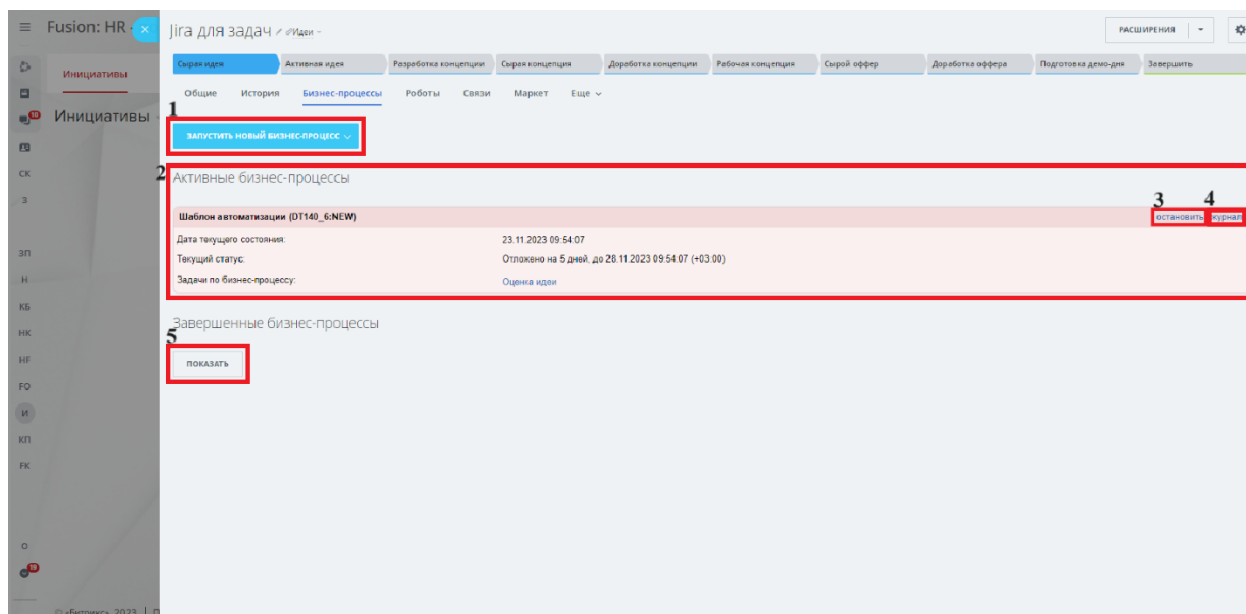 Fusion: HR
Jira для задач
Идеи
РАСШИРЕНИЯ
Инициативы
Сырая идея Активная идея Разработка концепции Сырая концепция Доработка концепции Рабочая концепция Сырой оффер Доработка оффера Подготовка демо-дня Завершить
Общие История Бизнес-процессы Роботы Связи Маркет Еще
10
Инициативы
1
ЗАПУСТИТЬ НОВЫЙ БИЗНЕС-ПРОЦЕСС
СК
2
Активные бизнес-процессы
З
3 4
Шаблон автоматизации (DT140_6:NEW) остановить журнал
Дата текущего состояния: 23.11.2023 09:54:07
ЗП
Текущий статус: Отложено на 5 дней, до 28.11.2023 09:54:07 (+03:00)
Н
Задачи по бизнес-процессу: Оценка идеи
КБ
Завершенные бизнес-процессы
НК
5
НР
ПОКАЗАТЬ
И
КП
О
19
© «Битрикс», 2023